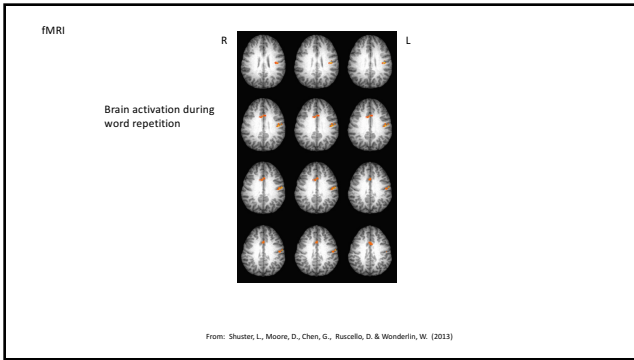 fMRI
R
L
Brain activation during
word repetition
From: Shuster, L., Moore, D., Chen, G., Ruscello, D. & Wonderlin, W. (2013)